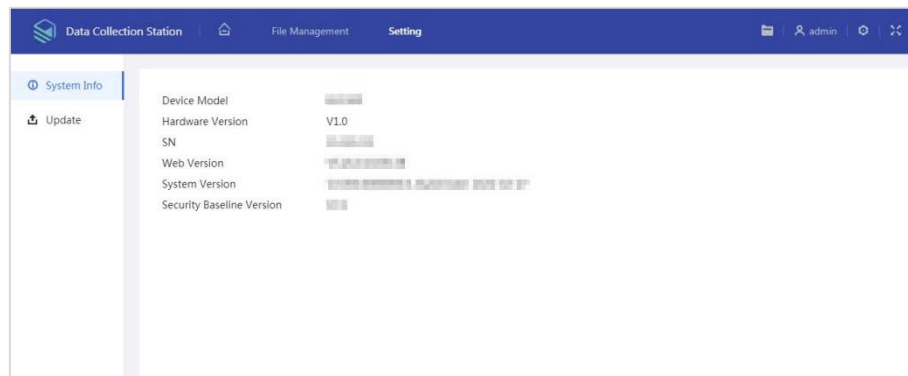 Data Collection Station File Management Setting admin
System Info
Update
Device Model
Hardware Version V1.0
SN
Web Version
System Version
Security Baseline Version